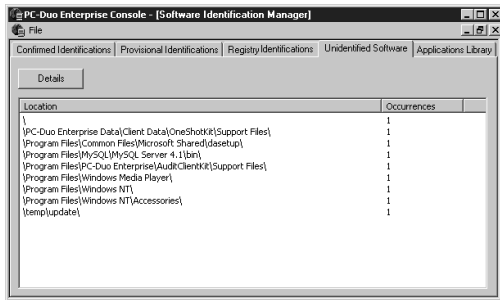 PC-Duo Enterprise Console - [Software Identification Manager]
File
Confirmed Identifications Provisional Identifications Registry Identifications Unidentified Software Applications Library
Details
Location Occurrences
\ 1
\PC-Duo Enterprise Data\Client Data\OneShotKit\Support Files\ 1
\Program Files\Common Files\Microsoft Shared\dasetup\ 1
\Program Files\MySQL\MySQL Server 4.1\bin\ 1
\Program Files\PC-Duo Enterprise\AuditClientKit\Support Files\ 1
\Program Files\Windows Media Player\ 1
\Program Files\Windows NT\ 1
\Program Files\Windows NT\Accessories\ 1
\temp\update\ 1